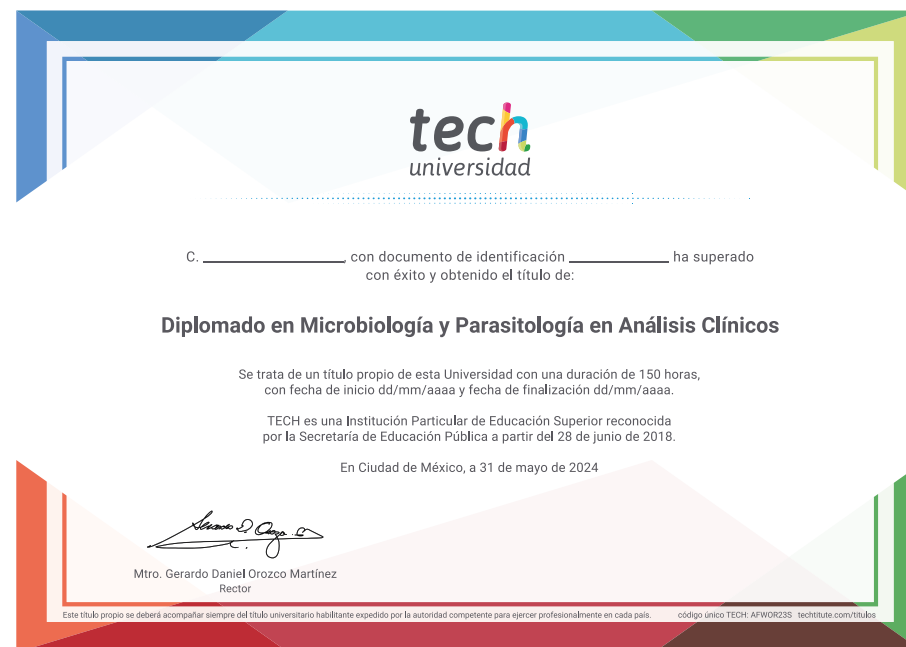 tech
universidad
C. ____________, con documento de identificación ____________ ha superado
con éxito y obtenido el título de:
Diplomado en Microbiología y Parasitología en Análisis Clínicos
Se trata de un título propio de esta Universidad con una duración de 150 horas,
con fecha de inicio dd/mm/aaaa y fecha de finalización dd/mm/aaaa.
TECH es una Institución Particular de Educación Superior reconocida
por la Secretaría de Educación Pública a partir del 28 de junio de 2018.
En Ciudad de México, a 31 de mayo de 2024
Mtro. Gerardo Daniel Orozco Martínez
Rector
Este título propio se deberá acompañar siempre del título universitario habilitante expedido por la autoridad competente para ejercer profesionalmente en cada país. código único TECH: AFWOR23S techtitute.com/titulos